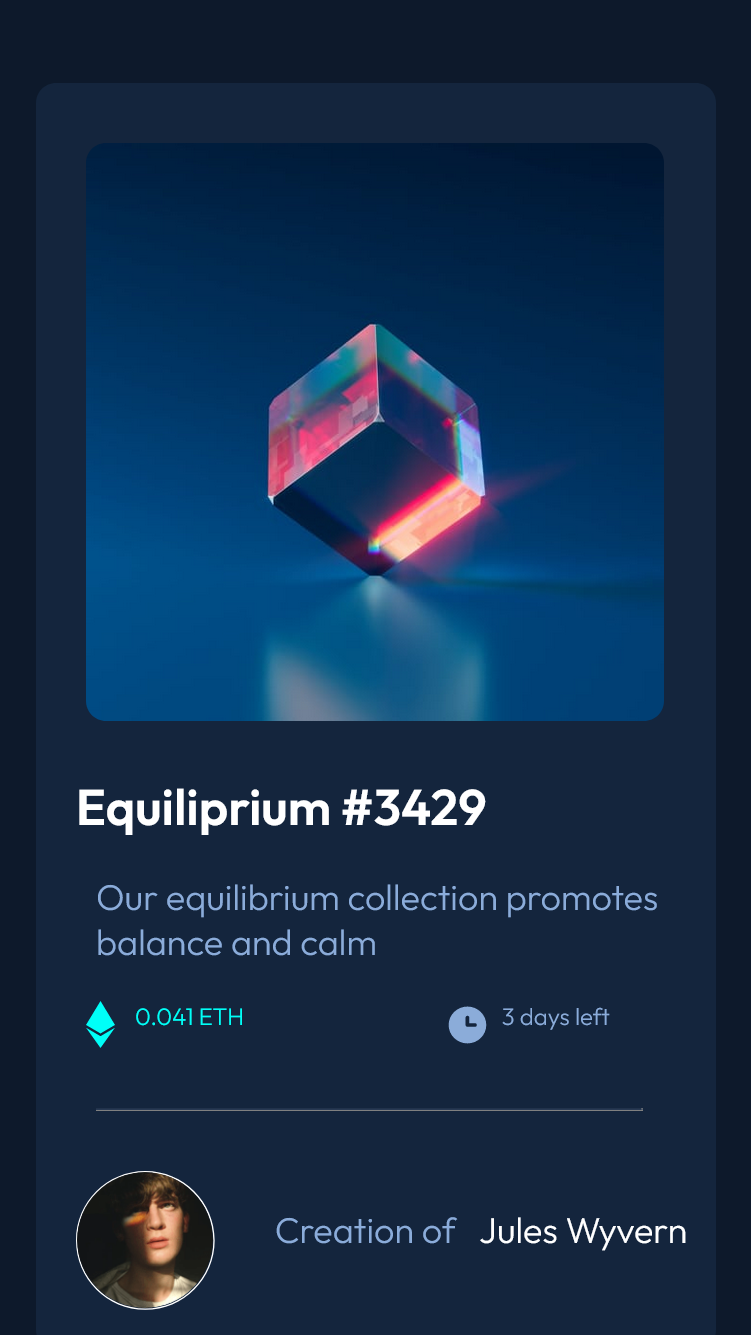 Equiliprium #3429
Our equilibrium collection promotes
balance and calm
0.041 ETH 3 days left
Creation of Jules Wyvern